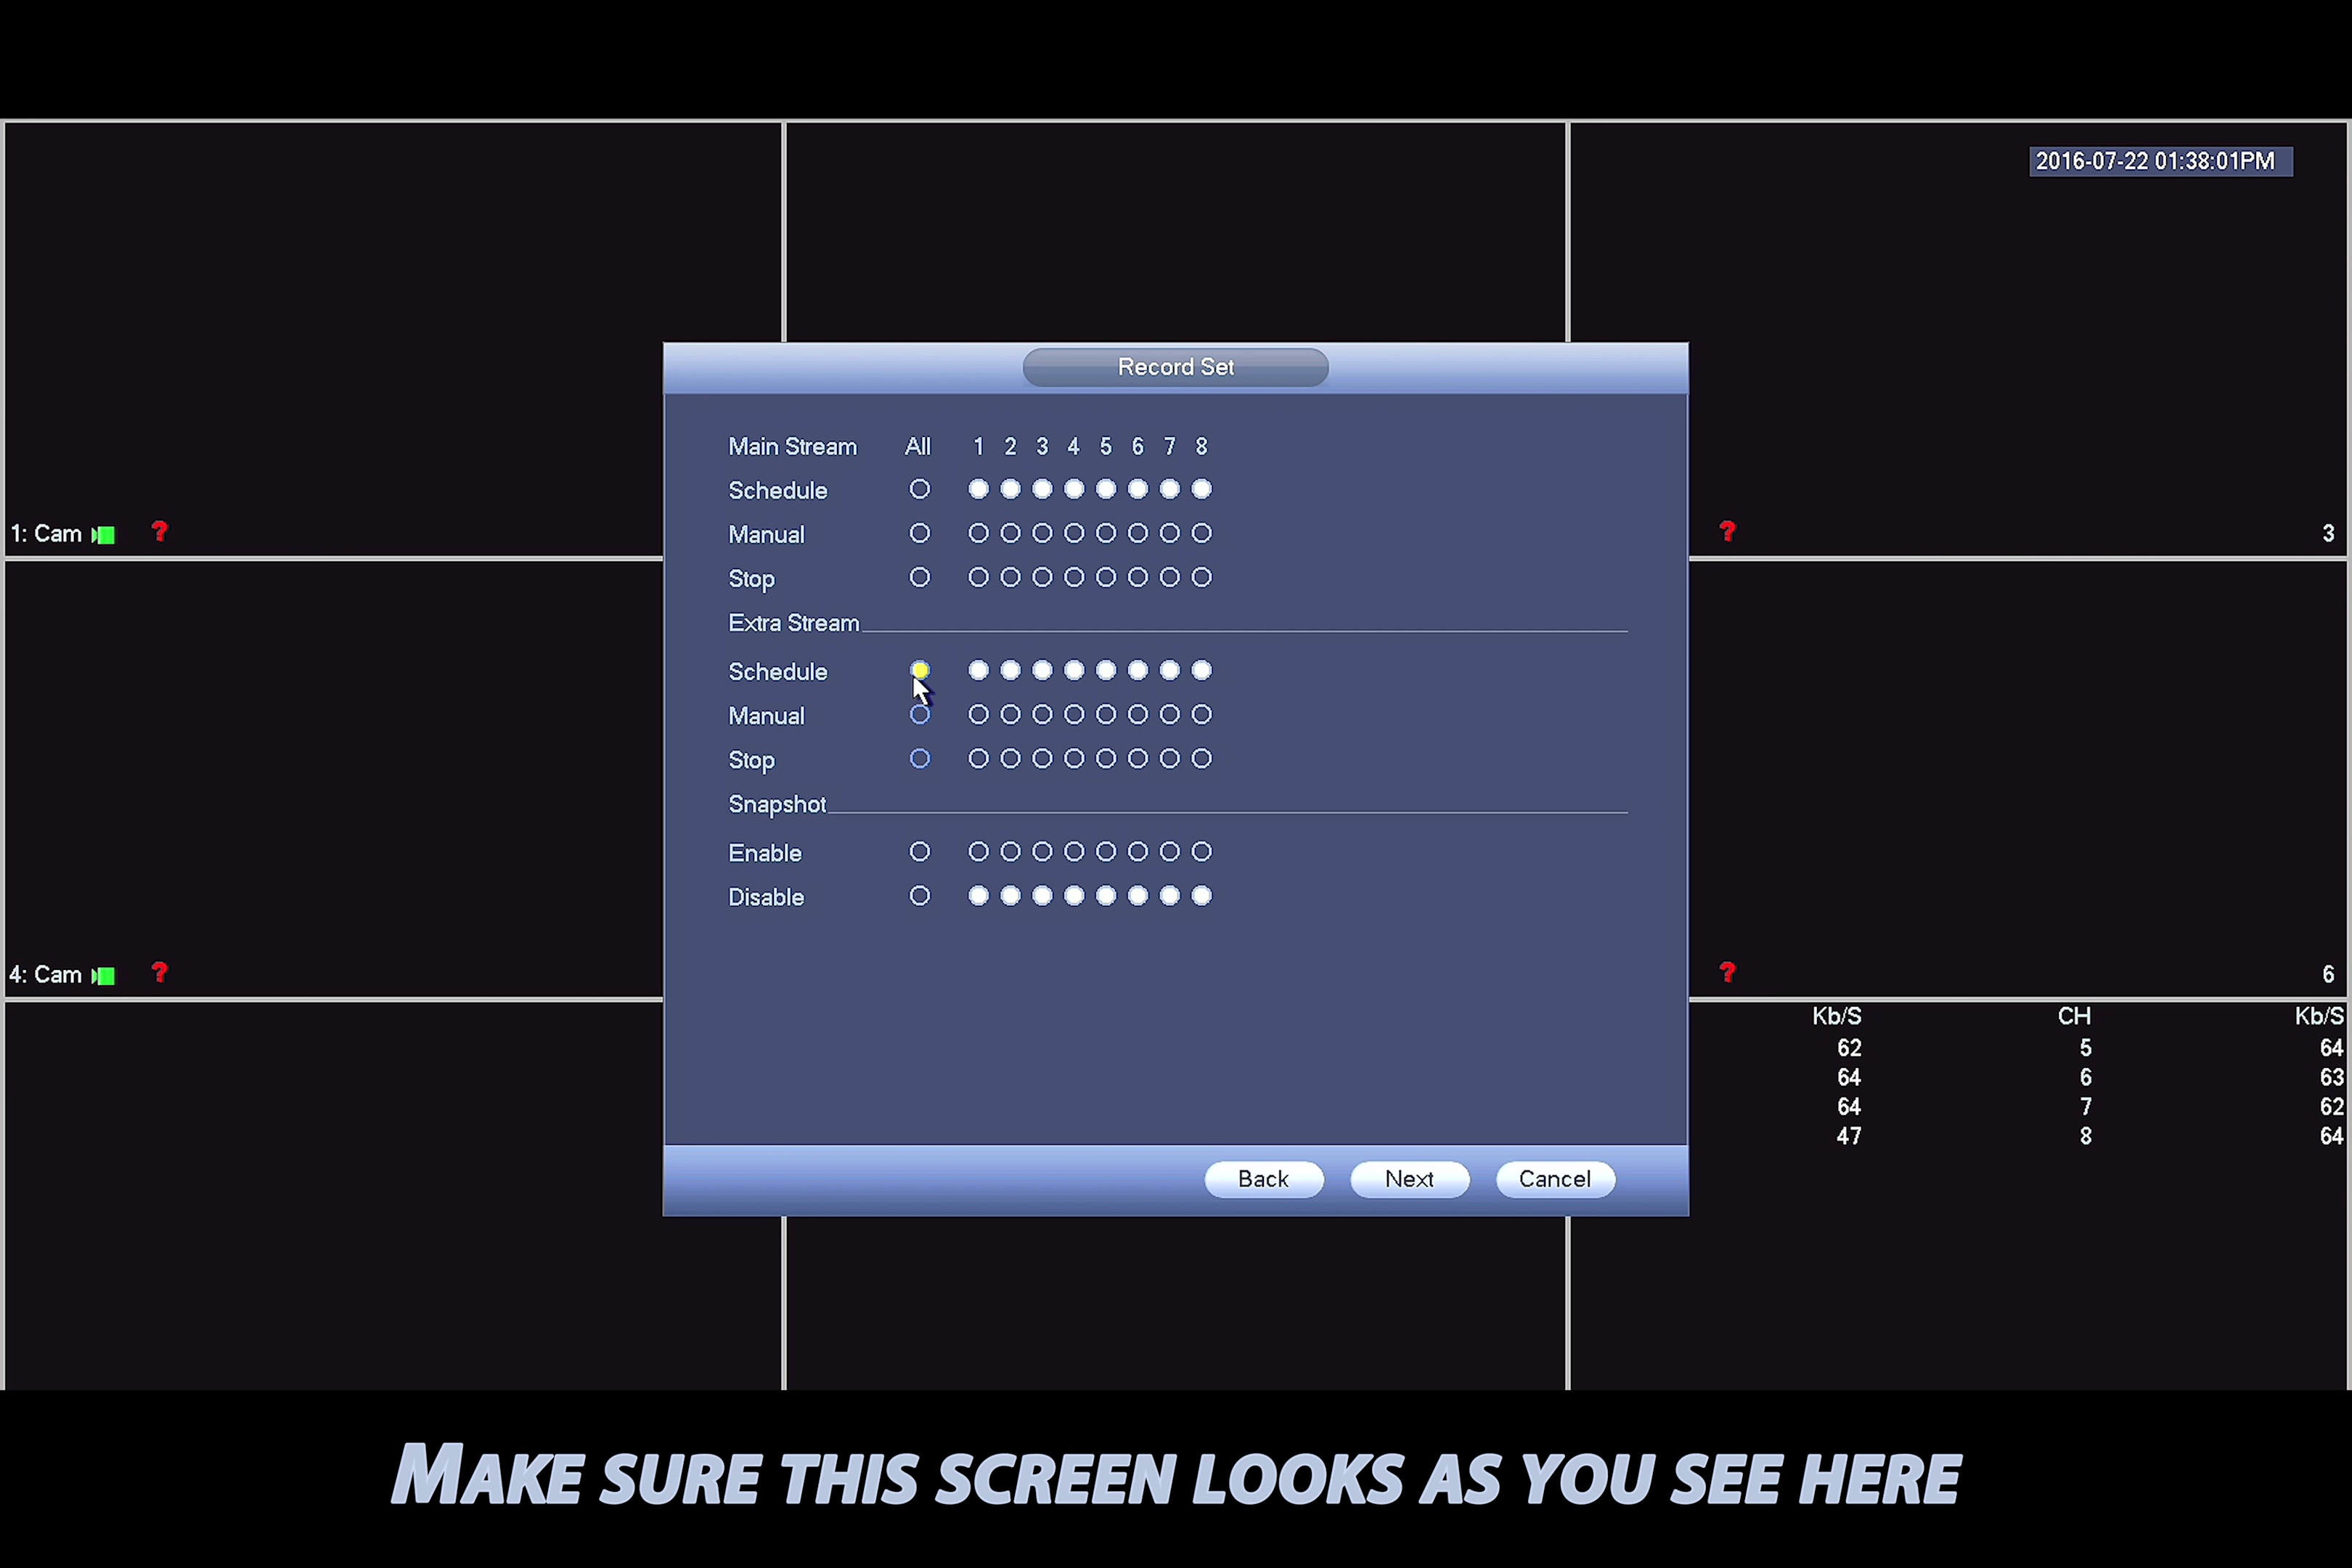 2016-07-22 01:38:01PM
Record Set
Main Stream All 1 2 3 4 5 6 7 8
Schedule
1: Cam ? ? 3
Manual
Stop
Extra Stream
Schedule
Manual
Stop
Snapshot
Enable
Disable
4: Cam ? ? 6
Kb/S CH Kb/S
62 5 64
64 6 63
64 7 62
47 8 64
Back Next Cancel
MAKE SURE THIS SCREEN LOOKS AS YOU SEE HERE